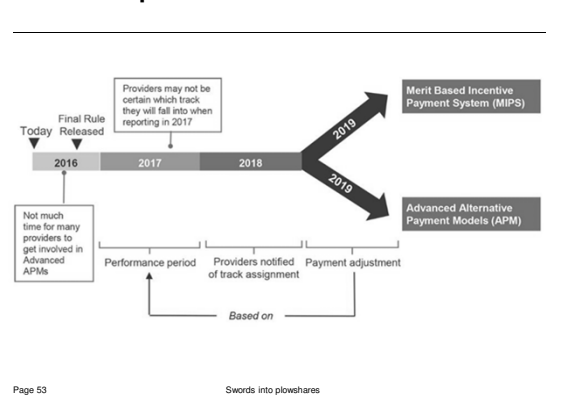 Providers may not be
certain which track
they will fall into when
reporting in 2017
Merit Based Incentive
Payment System (MIPS)
Final Rule
Today Released
2019
2016 2017 2018
2019
Not much
time for many
providers to
get involved in
Advanced
APMs
Advanced Alternative
Payment Models (APM)
Performance period
Providers notified
of track assignment
Payment adjustment
Based on
Page 53
Swords into plowshares